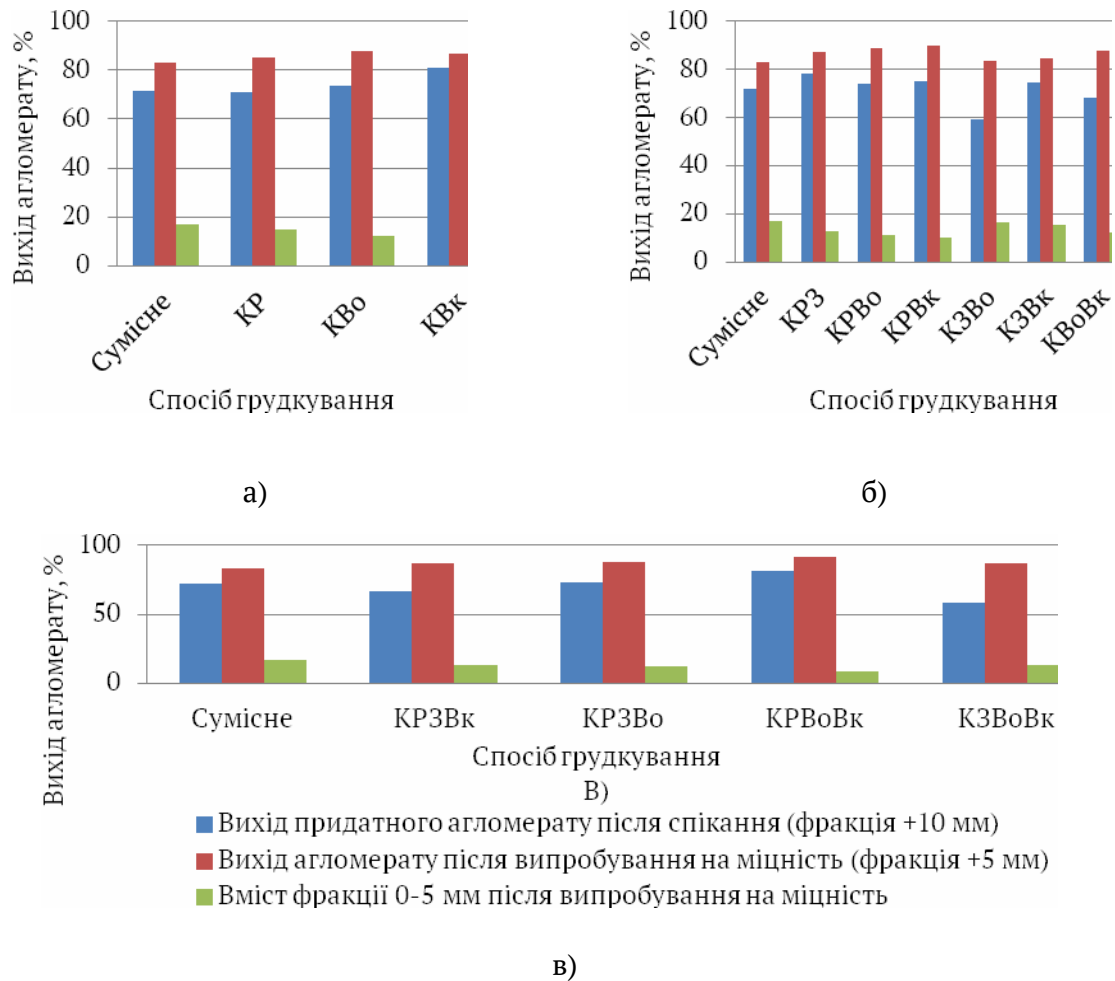 Вихід агломерату, %
100
80
60
40
20
0
Сумісне
КР
КВо
КВк
Спосіб грудкування
а)
Вихід агломерату, %
100
80
60
40
20
0
Сумісне
КРЗ
КРВо
КРВк
КЗВо
КЗВк
КВоВк
Спосіб грудкування
б)
Вихід агломерату, %
100
50
0
Сумісне КРЗВк КРЗВо КРВоВк КЗВоВк
Спосіб грудкування
В)
Вихід придатного агломерату після спікання (фракція +10 мм)
Вихід агломерату після випробування на міцність (фракція +5 мм)
Вміст фракції 0-5 мм після випробування на міцність
в)